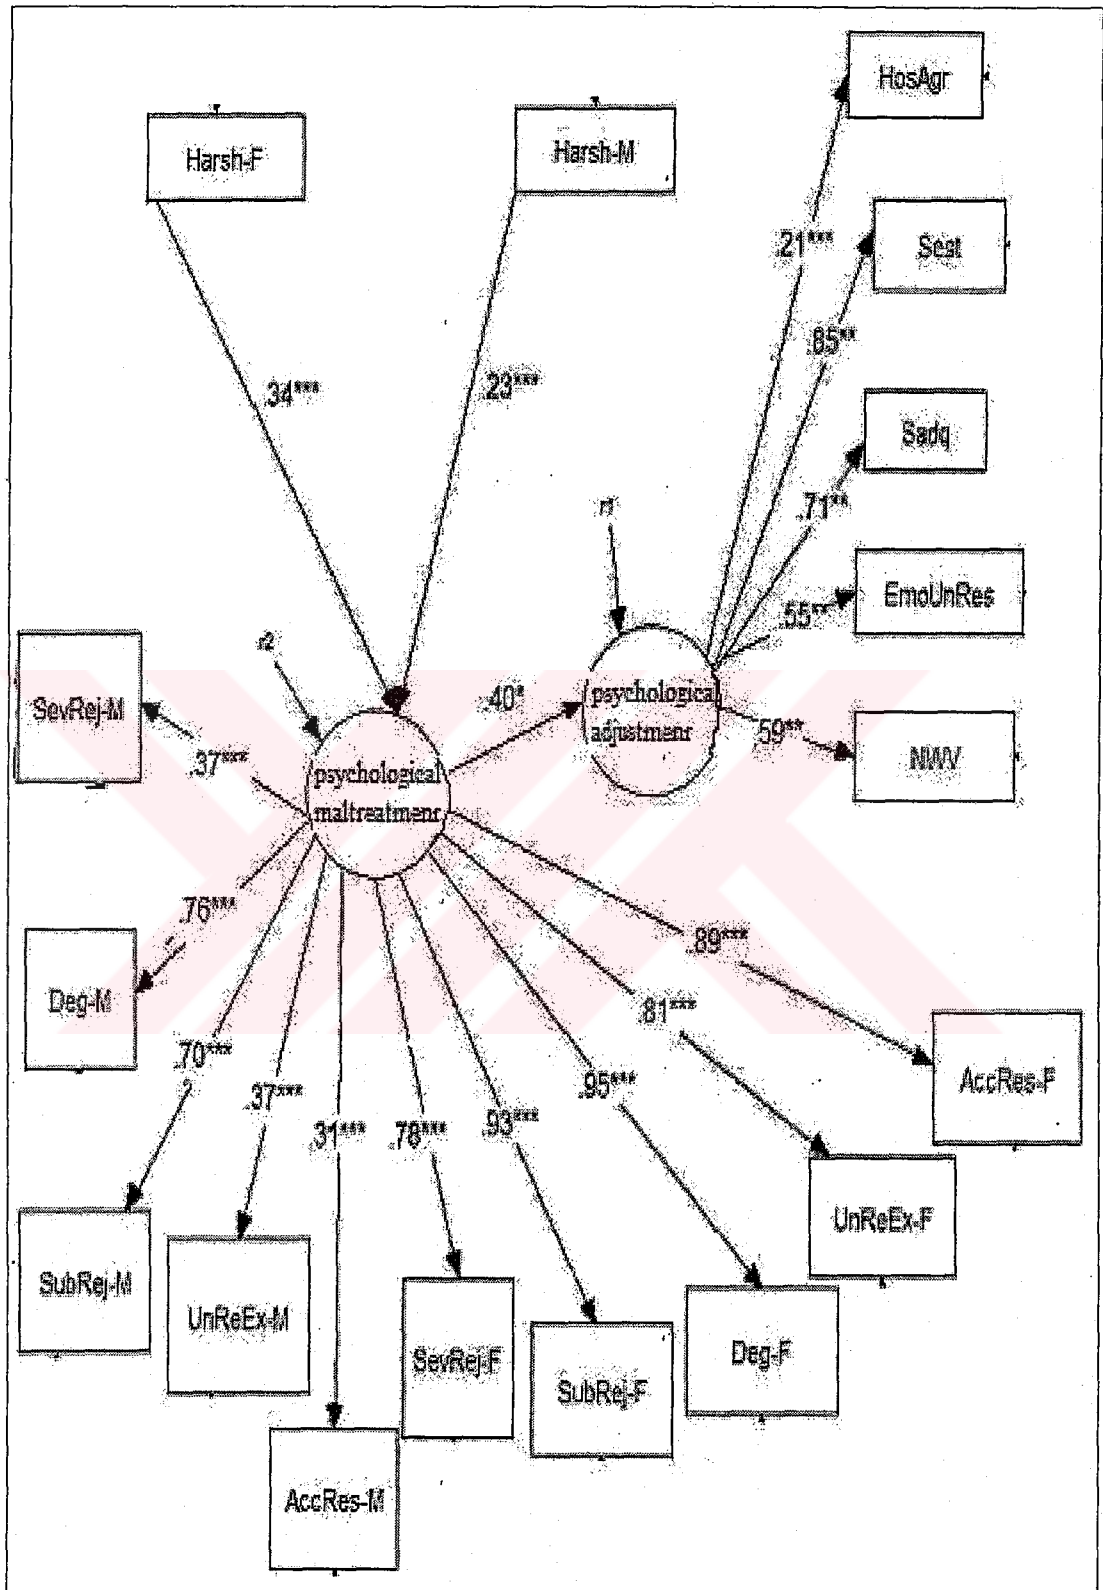 HosAgr
Harsh-F
Harsh-M
Sest
.21***
.85**
.34***
.23***
Sadq
.71**
r1
EmoUnRes
.55**
r2
SevRej-M
.40*
psychological
adjustmenr
.59**
NWV
.37***
psychological
maltreatmenr
.76***
.89***
Deg-M
.81***
.70***
.37***
.31***
.78***
.93***
.95***
AccRes-F
UnReEx-F
SubRej-M
UnReEx-M
SevRej-F
SubRej-F
Deg-F
AccRes-M